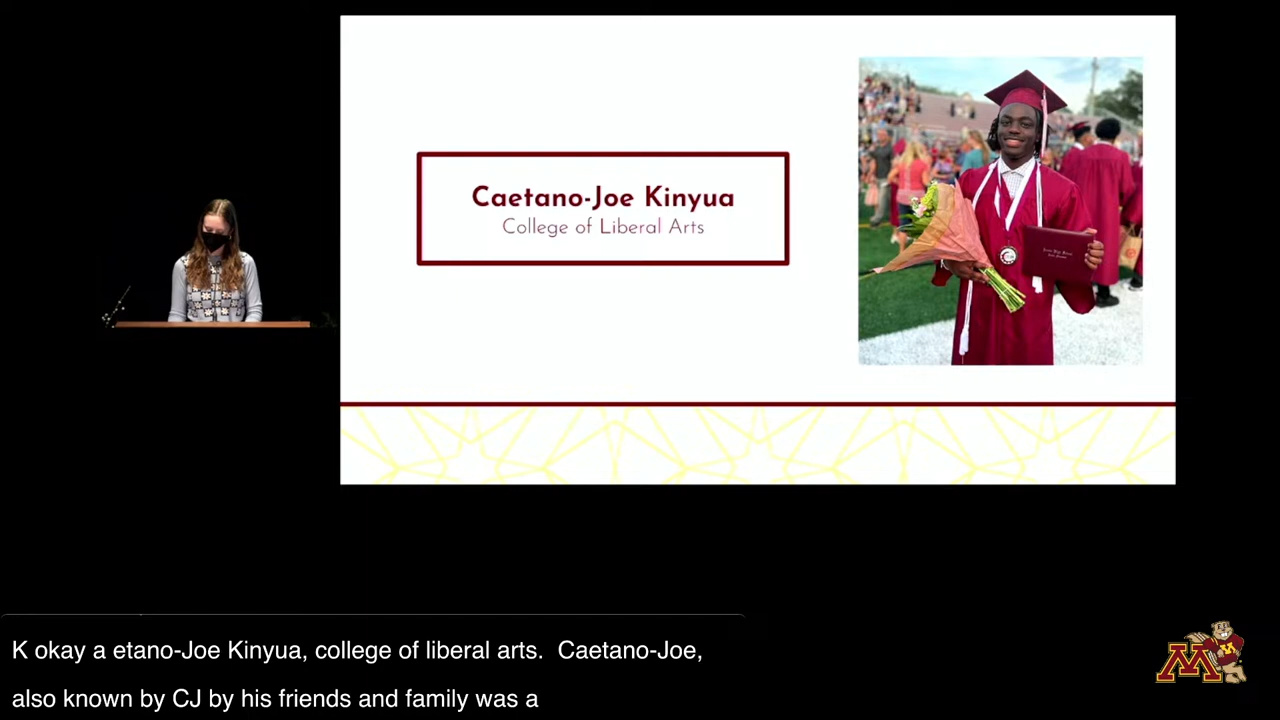 Caetano-Joe Kinyua
College of Liberal Arts
K okay a etano-Joe Kinyua, college of liberal arts.  Caetano-Joe,
also known by CJ by his friends and family was a
M